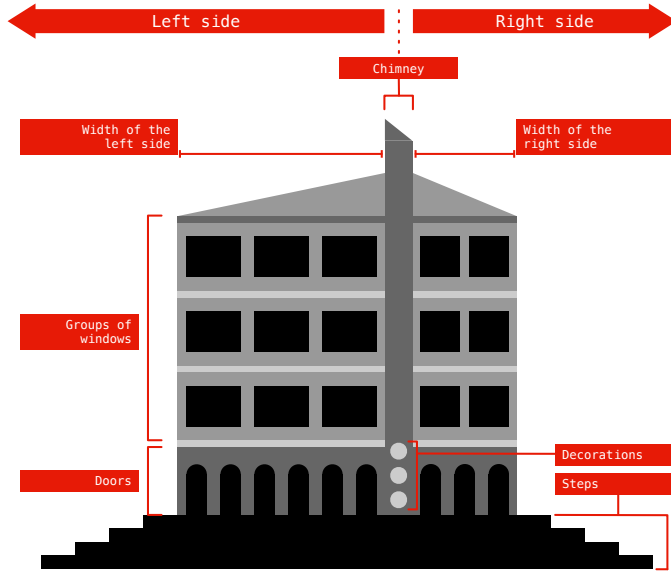 Left side
Right side
Chimney
Width of the
left side
Width of the
right side
Groups of
windows
Decorations
Doors
Steps